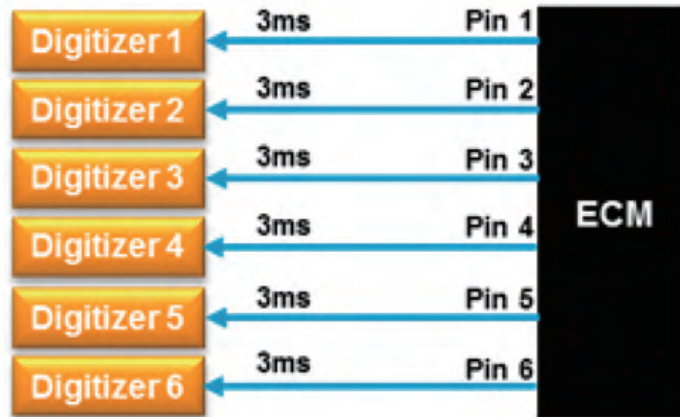 Digitizer 1 3ms Pin 1
Digitizer 2 3ms Pin 2
Digitizer 3 3ms Pin 3
Digitizer 4 3ms Pin 4
Digitizer 5 3ms Pin 5
Digitizer 6 3ms Pin 6
ECM